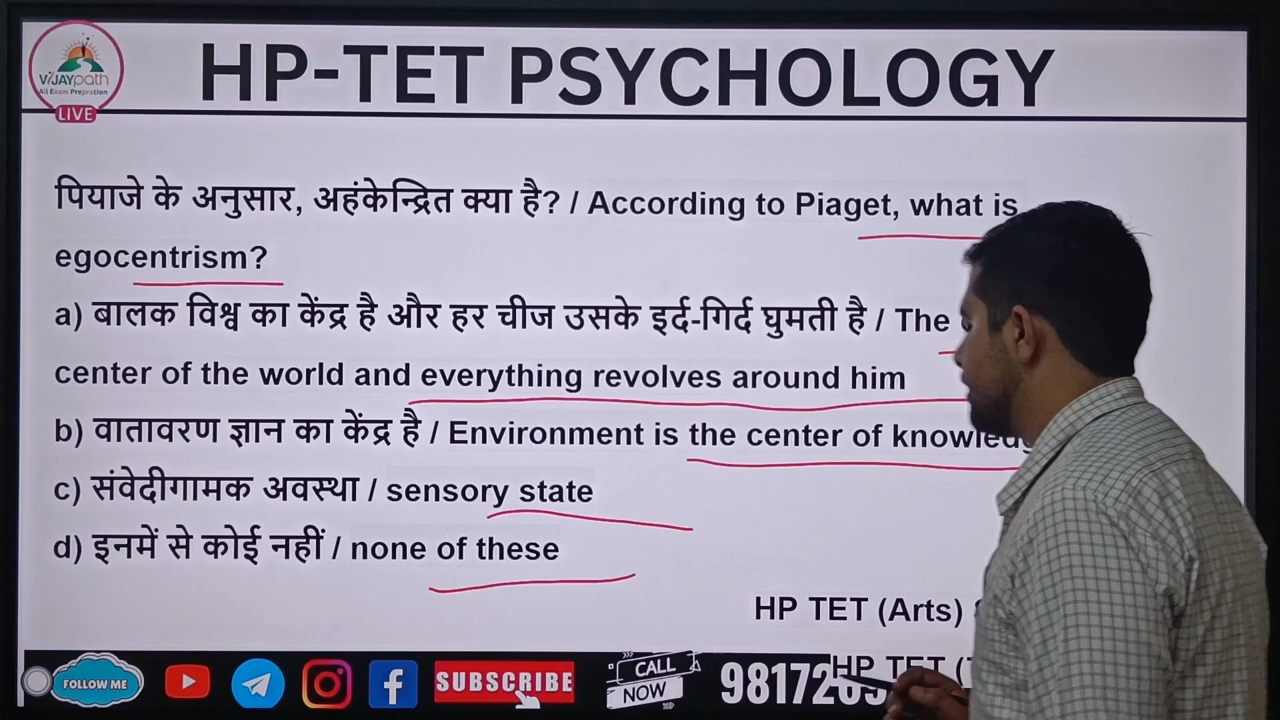 ViJAYpath
All Exam Prepration
LIVE
HP-TET PSYCHOLOGY
पियाजे के अनुसार, अहंकेन्द्रित क्या है? / According to Piaget, what is
egocentrism?
a) बालक विश्व का केंद्र है और हर चीज उसके इर्द-गिर्द घुमती है / The
center of the world and everything revolves around him
b) वातावरण ज्ञान का केंद्र है / Environment is the center of
c) संवेदीगामक अवस्था / sensory state
d) इनमें से कोई नहीं / none of these
HP TET (Arts)
HP TET
FOLLOW ME
SUBSCRIBE
CALL
NOW